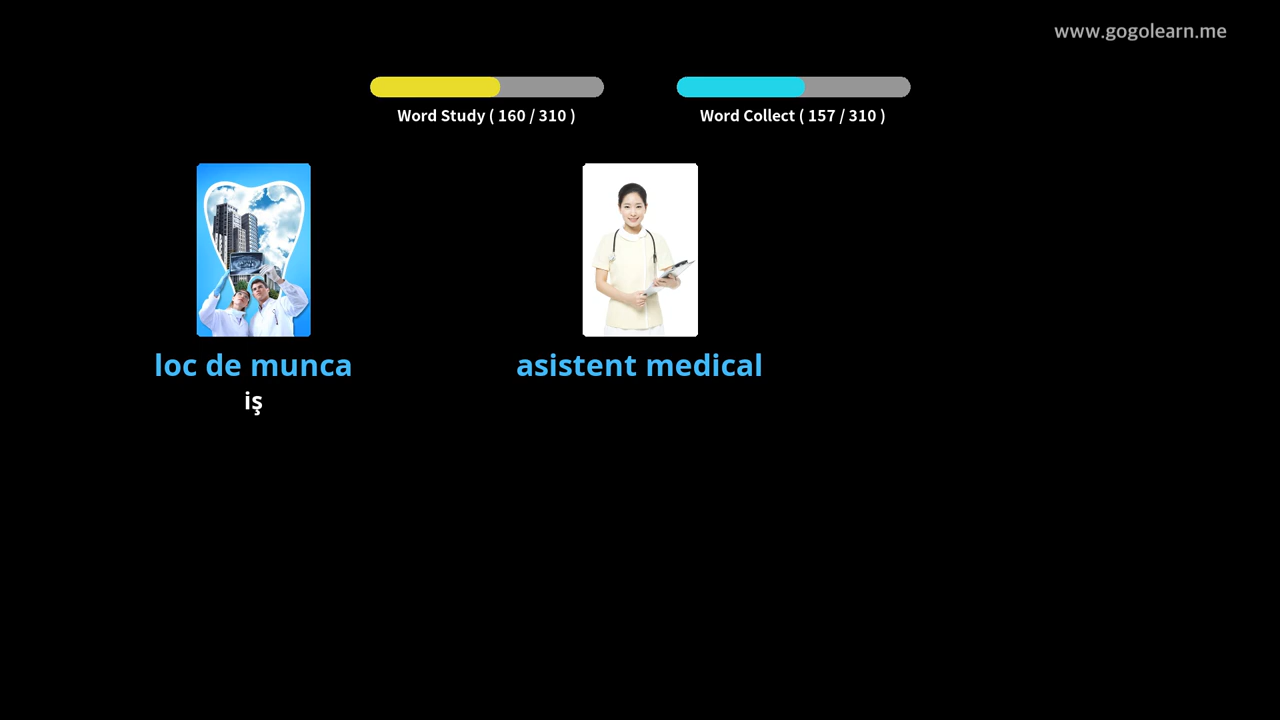 www.gogolearn.me
Word Study ( 160 / 310 )
Word Collect ( 157 / 310 )
loc de munca
iş
asistent medical